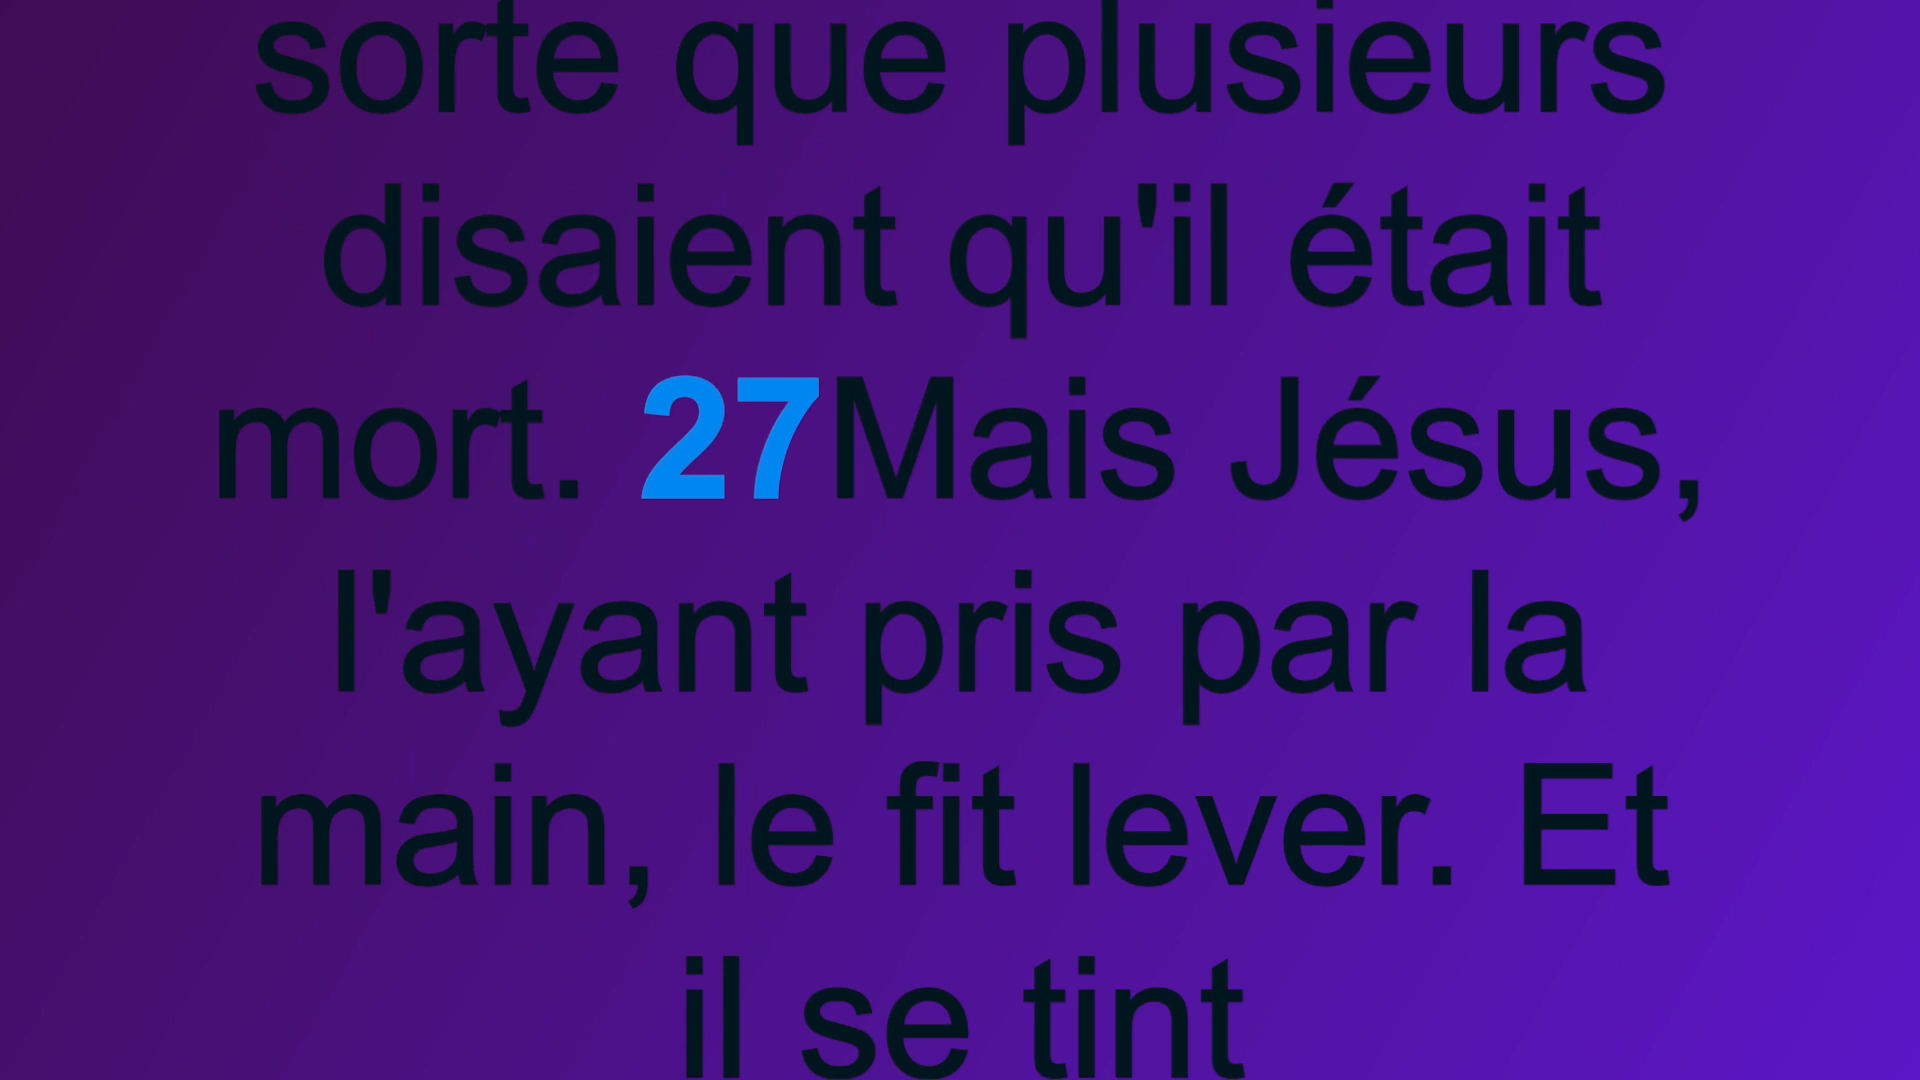 sorte que plusieurs
disaient qu'il était
mort. 27Mais Jésus,
l'ayant pris par la
main, le fit lever. Et
il se tint